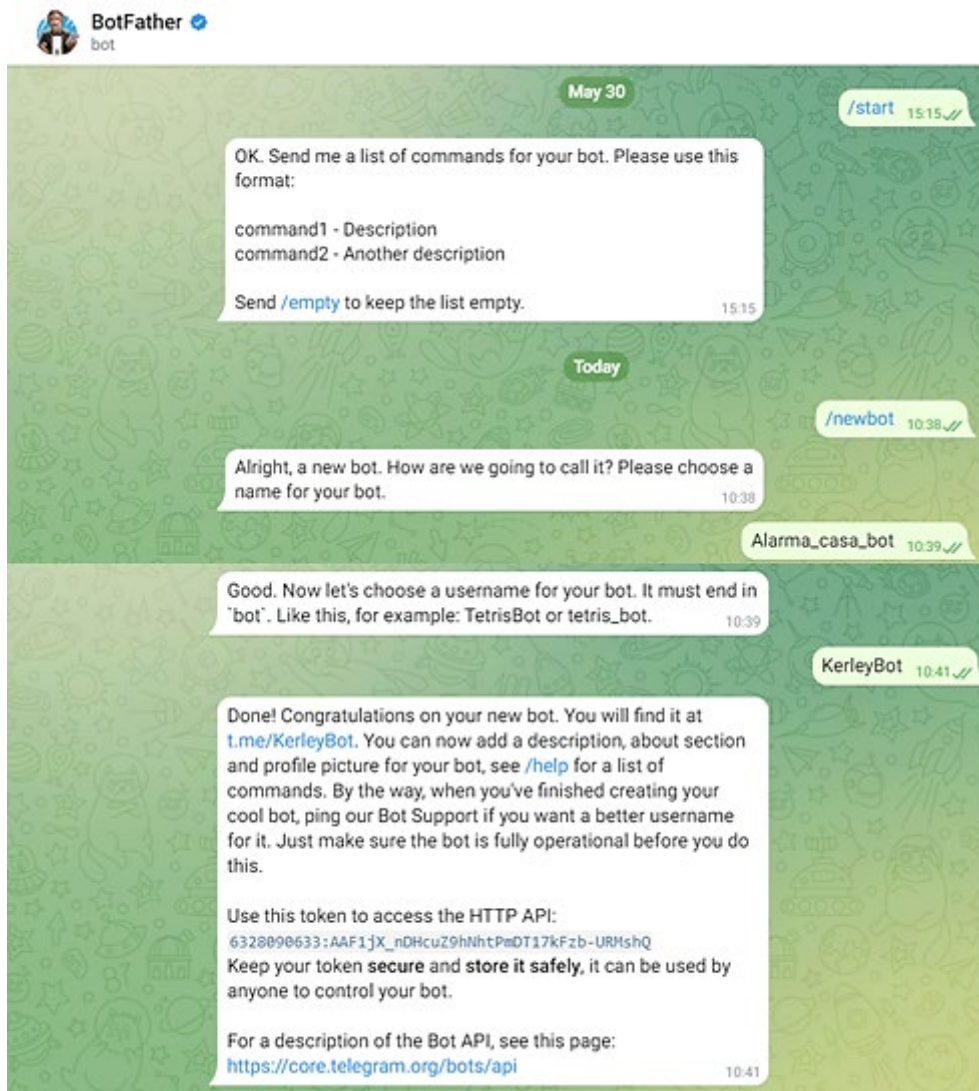 BotFather
bot
May 30
/start 15:15
OK. Send me a list of commands for your bot. Please use this
format:
command1 - Description
command2 - Another description
Send /empty to keep the list empty.
15:15
Today
/newbot 10:38
Alright, a new bot. How are we going to call it? Please choose a
name for your bot.
10:38
Alarma_casa_bot 10:39
Good. Now let's choose a username for your bot. It must end in
`bot`. Like this, for example: TetrisBot or tetris_bot.
10:39
KerleyBot 10:41
Done! Congratulations on your new bot. You will find it at
t.me/KerleyBot. You can now add a description, about section
and profile picture for your bot, see /help for a list of
commands. By the way, when you've finished creating your
cool bot, ping our Bot Support if you want a better username
for it. Just make sure the bot is fully operational before you do
this.
Use this token to access the HTTP API:
6328090633:AAF1jX_nDHcuZ9hNhtPmDT17kFzb-URMshQ
Keep your token secure and store it safely, it can be used by
anyone to control your bot.
For a description of the Bot API, see this page:
https://core.telegram.org/bots/api
10:41